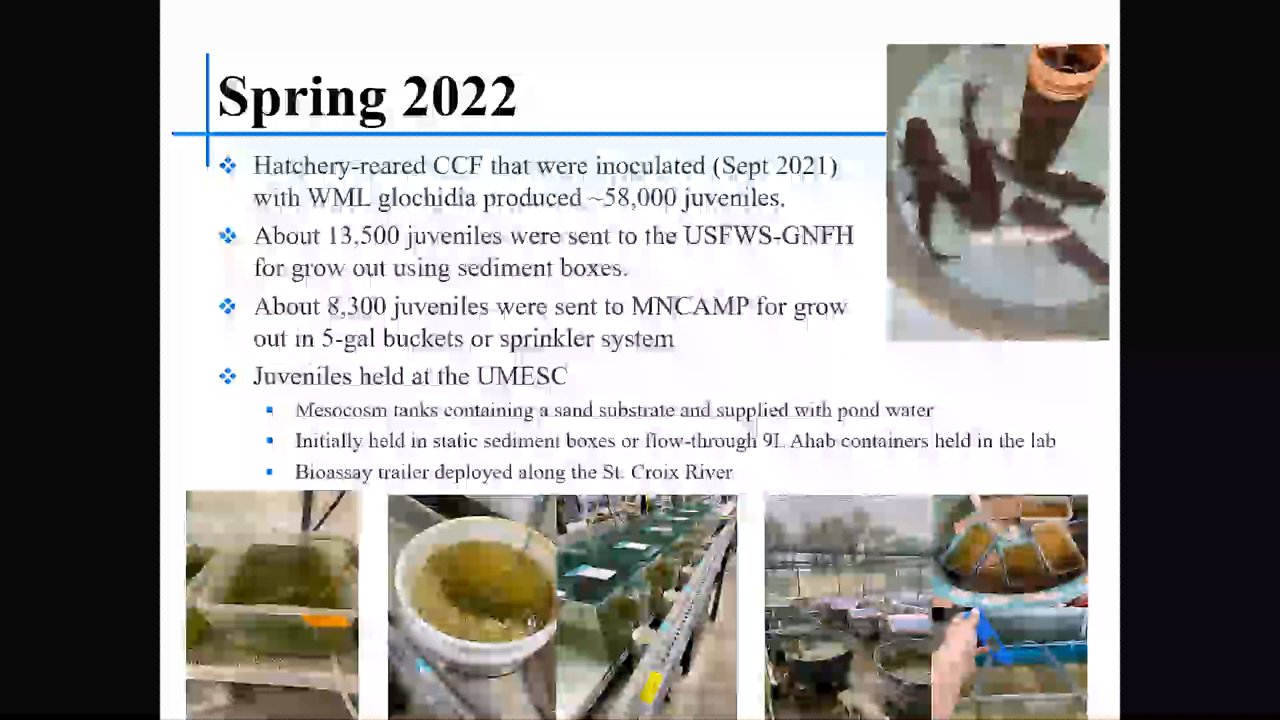 Spring 2022
Hatchery-reared CCF that were inoculated (Sept 2021)
with WML glochidia produced ~58,000 juveniles.
About 13,500 juveniles were sent to the USFWS-GNFH
for grow out using sediment boxes.
About 8,300 juveniles were sent to MNCAMP for grow
out in 5-gal buckets or sprinkler system
Juveniles held at the UMESC
Mesocosm tanks containing a sand substrate and supplied with pond water
Initially held in static sediment boxes or flow-through 9L Ahab containers held in the lab
Bioassay trailer deployed along the St. Croix River